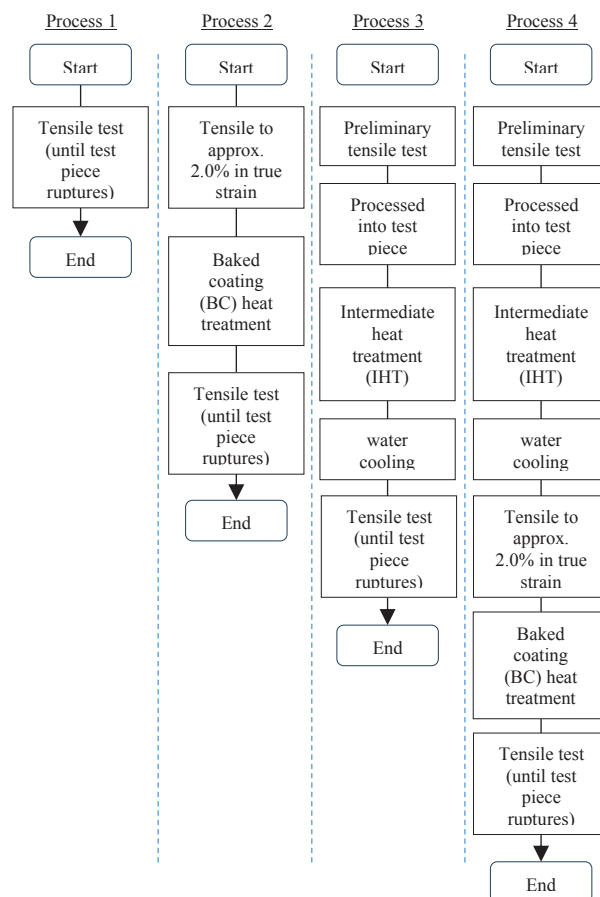 Process 1
Start
Tensile test
(until test
piece
ruptures)
End
Process 2
Start
Tensile to
approx.
2.0% in true
strain
Baked
coating
(BC) heat
treatment
Tensile test
(until test
piece
ruptures)
End
Process 3
Start
Preliminary
tensile test
Processed
into test
piece
Intermediate
heat
treatment
(IHT)
water
cooling
Tensile test
(until test
piece
ruptures)
End
Process 4
Start
Preliminary
tensile test
Processed
into test
piece
Intermediate
heat
treatment
(IHT)
water
cooling
Tensile to
approx.
2.0% in true
strain
Baked
coating
(BC) heat
treatment
Tensile test
(until test
piece
ruptures)
End